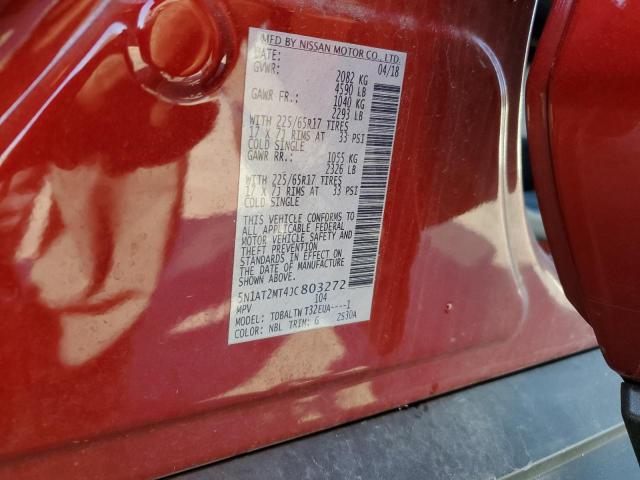 MFD BY NISSAN MOTOR CO., LTD.
DATE: 04/18
GVWR: 2082 KG
4590 LB
GAWR FR.: 1040 KG
2293 LB
WITH 225/65R17 TIRES
17 X 7J RIMS AT 33 PSI
COLD SINGLE
GAWR RR.: 1055 KG
2326 LB
WITH 225/65R17 TIRES
17 X 7J RIMS AT 33 PSI
COLD SINGLE
THIS VEHICLE CONFORMS TO
ALL APPLICABLE FEDERAL
MOTOR VEHICLE SAFETY AND
THEFT PREVENTION
STANDARDS IN EFFECT ON
THE DATE OF MANUFACTURE
SHOWN ABOVE.
5N1AT2MT4JC803272
MPV 104
MODEL: TDBALTW T32EUA----1
COLOR: NBL TRIM: G 2S30A